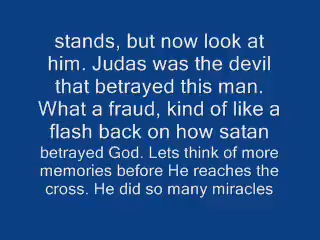 stands, but now look at
him. Judas was the devil
that betrayed this man.
What a fraud, kind of like a
flash back on how satan
betrayed God. Lets think of more
memories before He reaches the
cross. He did so many miracles